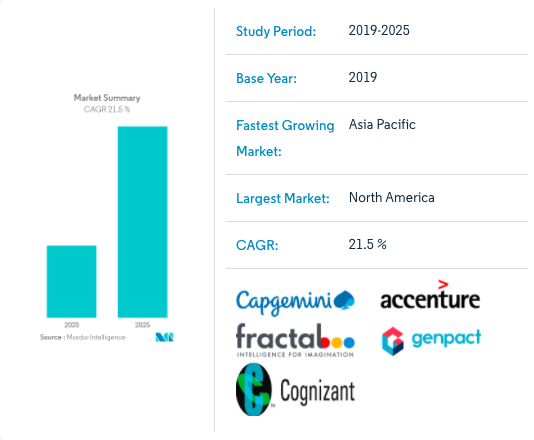 Market Summary
CAGR 21.5 %
2020
2025
Source : Mordor Intelligence
Study Period: 2019-2025
Base Year: 2019
Fastest Growing Asia Pacific
Market:
Largest Market: North America
CAGR: 21.5 %
Capgemini accenture
fractal genpact
INTELLIGENCE FOR IMAGINATION
Cognizant